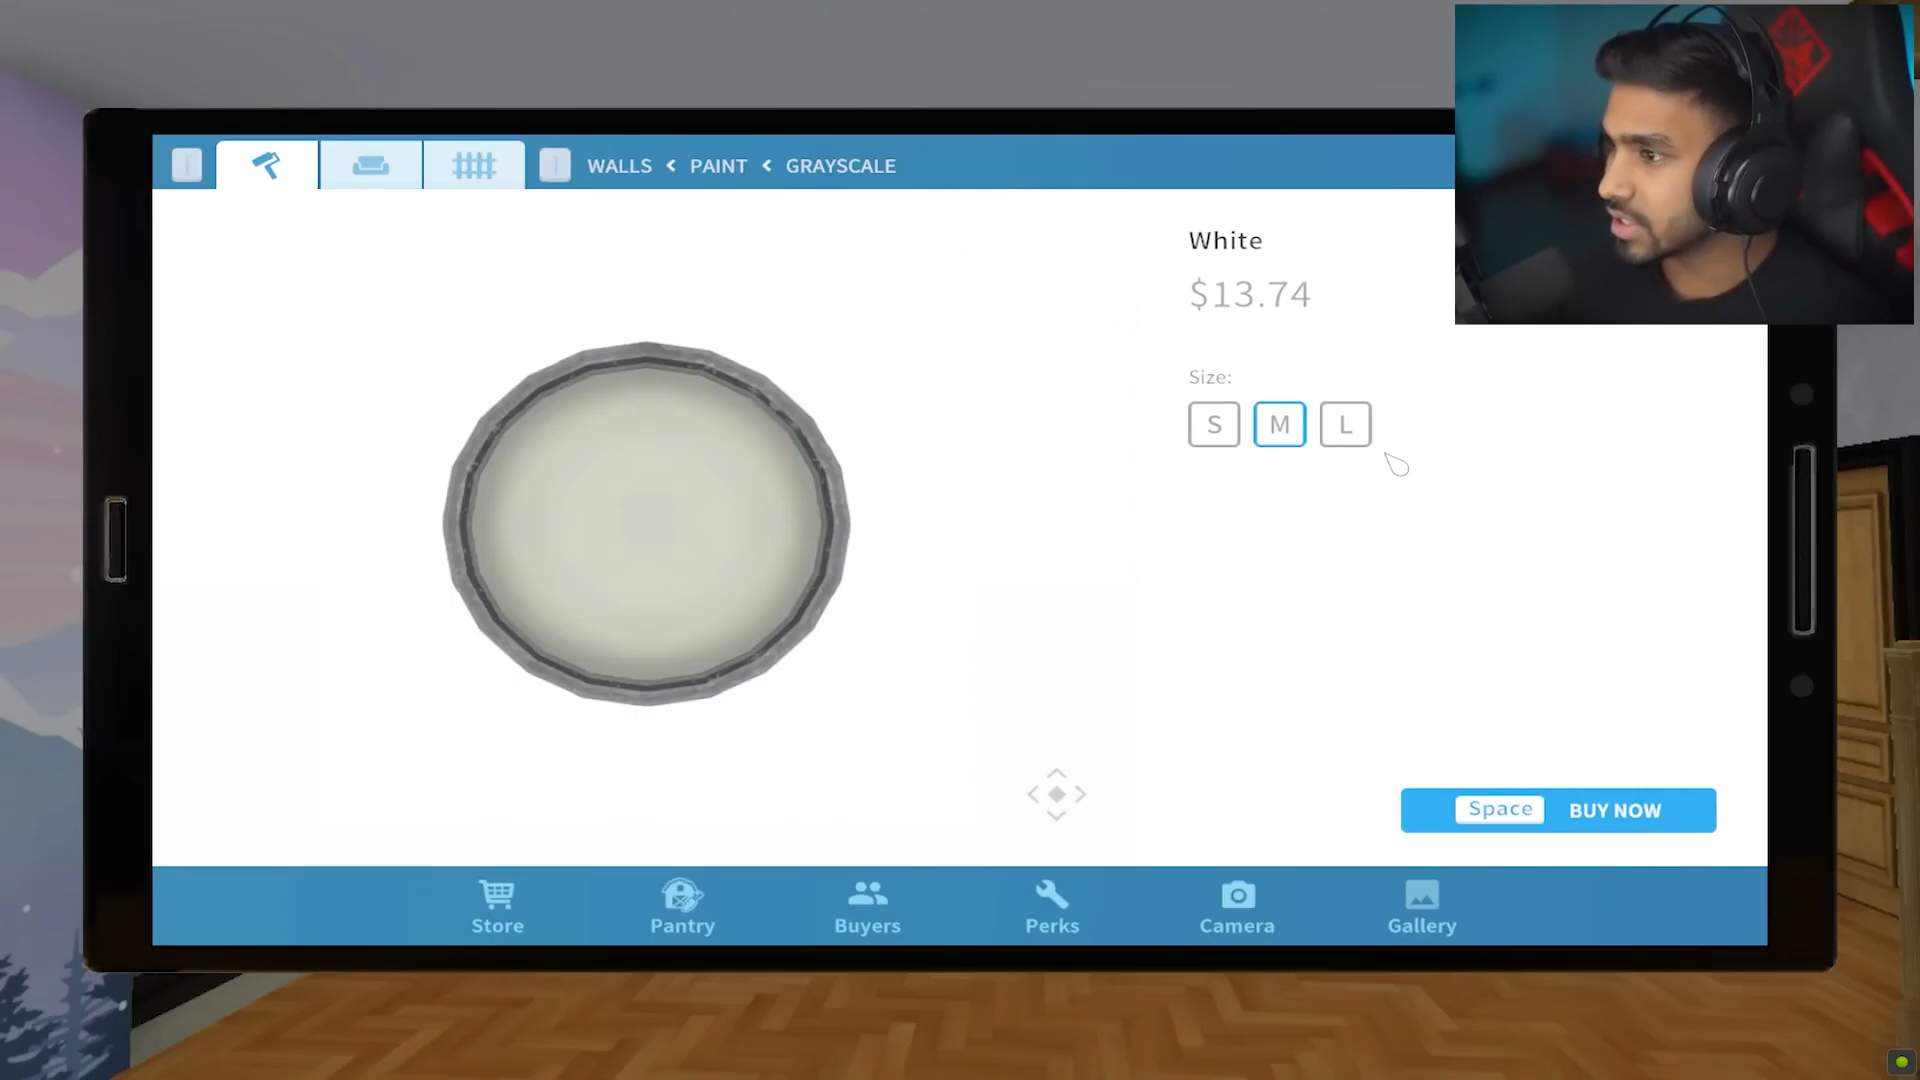 WALLS < PAINT < GRAYSCALE
White
$13.74
Size:
S M L
Space BUY NOW
Store Pantry Buyers Perks Camera Gallery